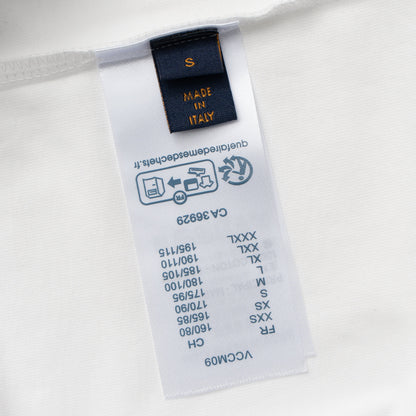 S
MADE
IN
ITALY
VCCM09
FR CH
XXS 160/80
XS 165/85
S 170/90
M 175/95
L 180/100
XL 185/105
XXL 190/110
XXXL 195/115
CA 36929
FR
quefairedemesdechets.fr